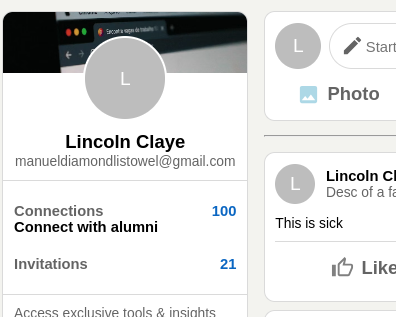 L
Lincoln Claye
manueldiamondlistowel@gmail.com
Connections 100
Connect with alumni
Invitations 21
Access exclusive tools & insights
L
Start
Photo
L
Lincoln Cl
Desc of a fa
This is sick
Like